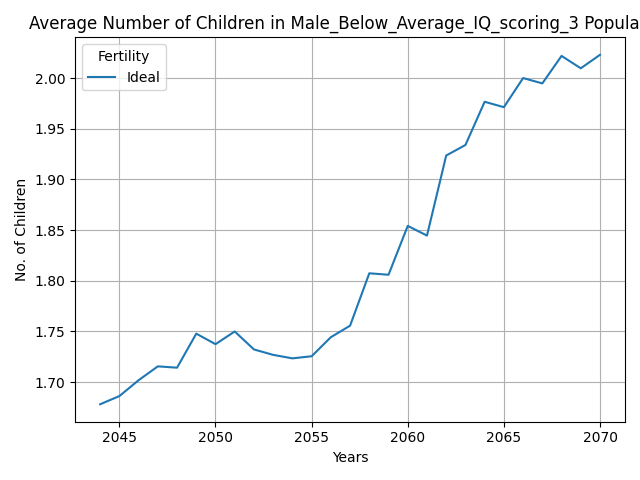 Average Number of Children in Male_Below_Average_IQ_scoring_3 Popula
Fertility
Ideal
No. of Children
2.00
1.95
1.90
1.85
1.80
1.75
1.70
2045 2050 2055 2060 2065 2070
Years